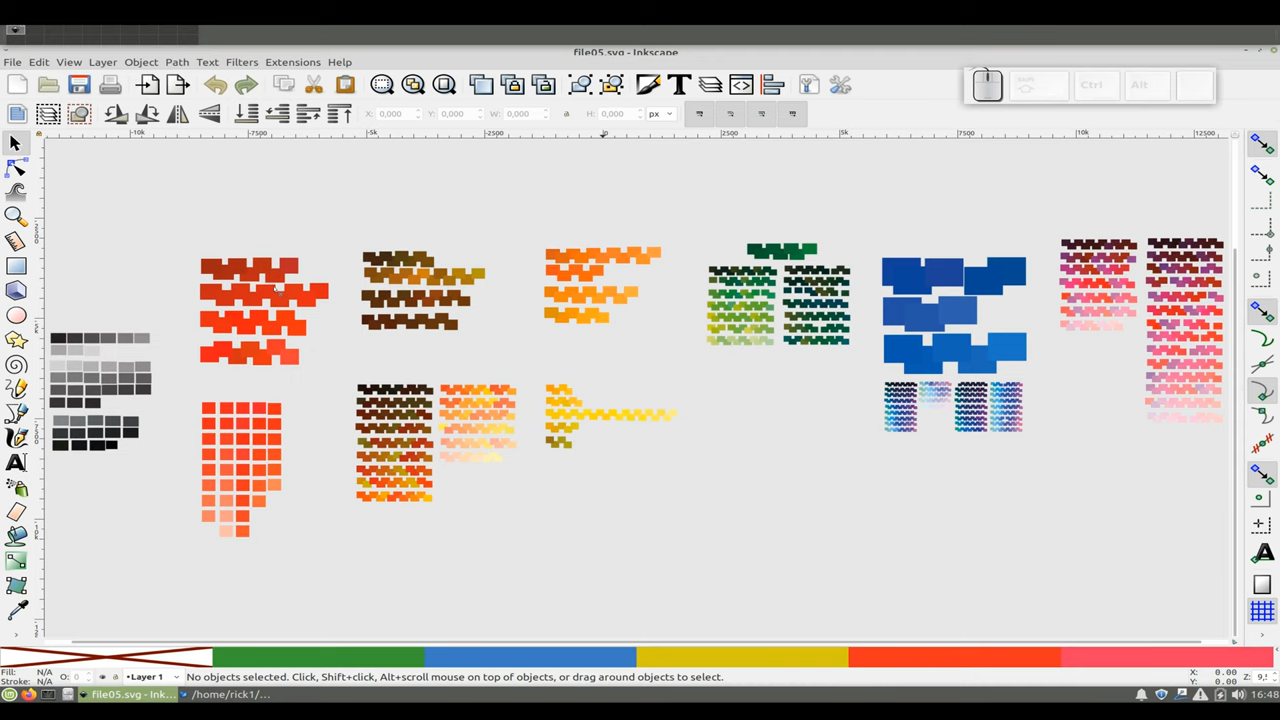 file05.svg - Inkscape
File Edit View Layer Object Path Text Filters Extensions Help
Ctrl Alt
X: 0,000 Y: 0,000 W: 0,000 H: 0,000 px
10k 7500 5k 2500 0 2500 5k 7500 10k 12500
Fill: N/A
Stroke: N/A
O: 0
Layer 1
No objects selected. Click, Shift+click, Alt+scroll mouse on top of objects, or drag around objects to select.
X: 0.00
Y: 0.00
Z:
file05.svg - Ink...
/home/rick1/...
16:48